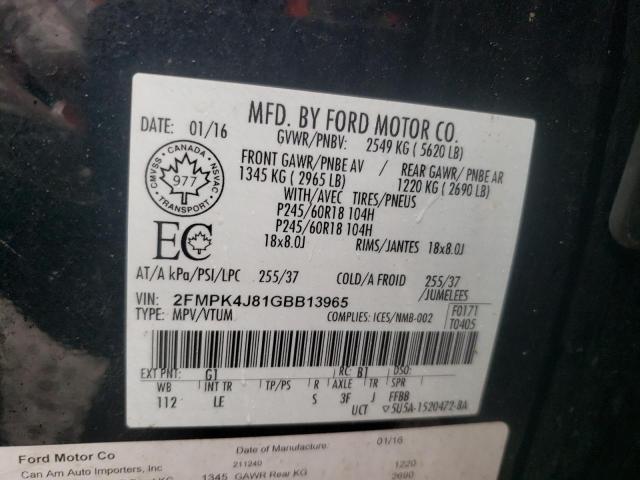 MFD. BY FORD MOTOR CO.
DATE: 01/16
GVWR/PNBV: 2549 KG ( 5620 LB)
FRONT GAWR/PNBE AV
1345 KG ( 2965 LB)
REAR GAWR/ PNBE AR
1220 KG ( 2690 LB)
WITH/AVEC TIRES/PNEUS
P245/60R18 104H
P245/60R18 104H
18x8.0J RIMS/JANTES 18x8.0J
CANADA
CMVSS NSVAC
977
TRANSPORT
EC
AT/A kPa/PSI/LPC 255/37 COLD/A FROID 255/37
/JUMELEES
VIN: 2FMPK4J81GBB13965
TYPE: MPV/VTUM COMPLIES: ICES/NMB-002
F0171
T0405
EXT PNT: G1 RC: B1 DSO:
WB INT TR TP/PS R AXLE TR SPR
112 LE S 3F J FFBB
UCT 5U5A-1520472-BA
Ford Motor Co Date of Manufacture: 01/16
Can Am Auto Importers, Inc 211240 1220
1345 GAWR Rear KG 2690